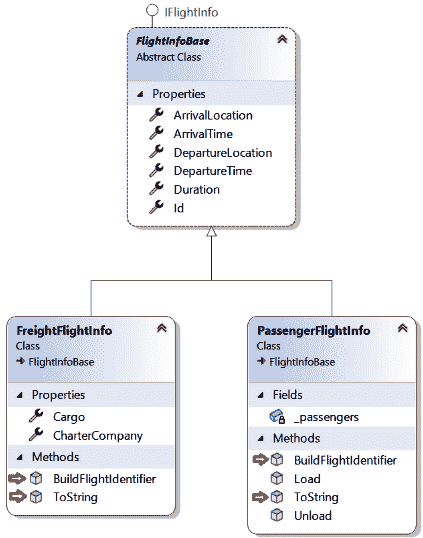 IFlightInfo
FlightInfoBase
Abstract Class
Properties
ArrivalLocation
ArrivalTime
DepartureLocation
DepartureTime
Duration
Id
FreightFlightInfo
Class
FlightInfoBase
Properties
Cargo
CharterCompany
Methods
BuildFlightIdentifier
ToString
PassengerFlightInfo
Class
FlightInfoBase
Fields
_passengers
Methods
BuildFlightIdentifier
Load
ToString
Unload